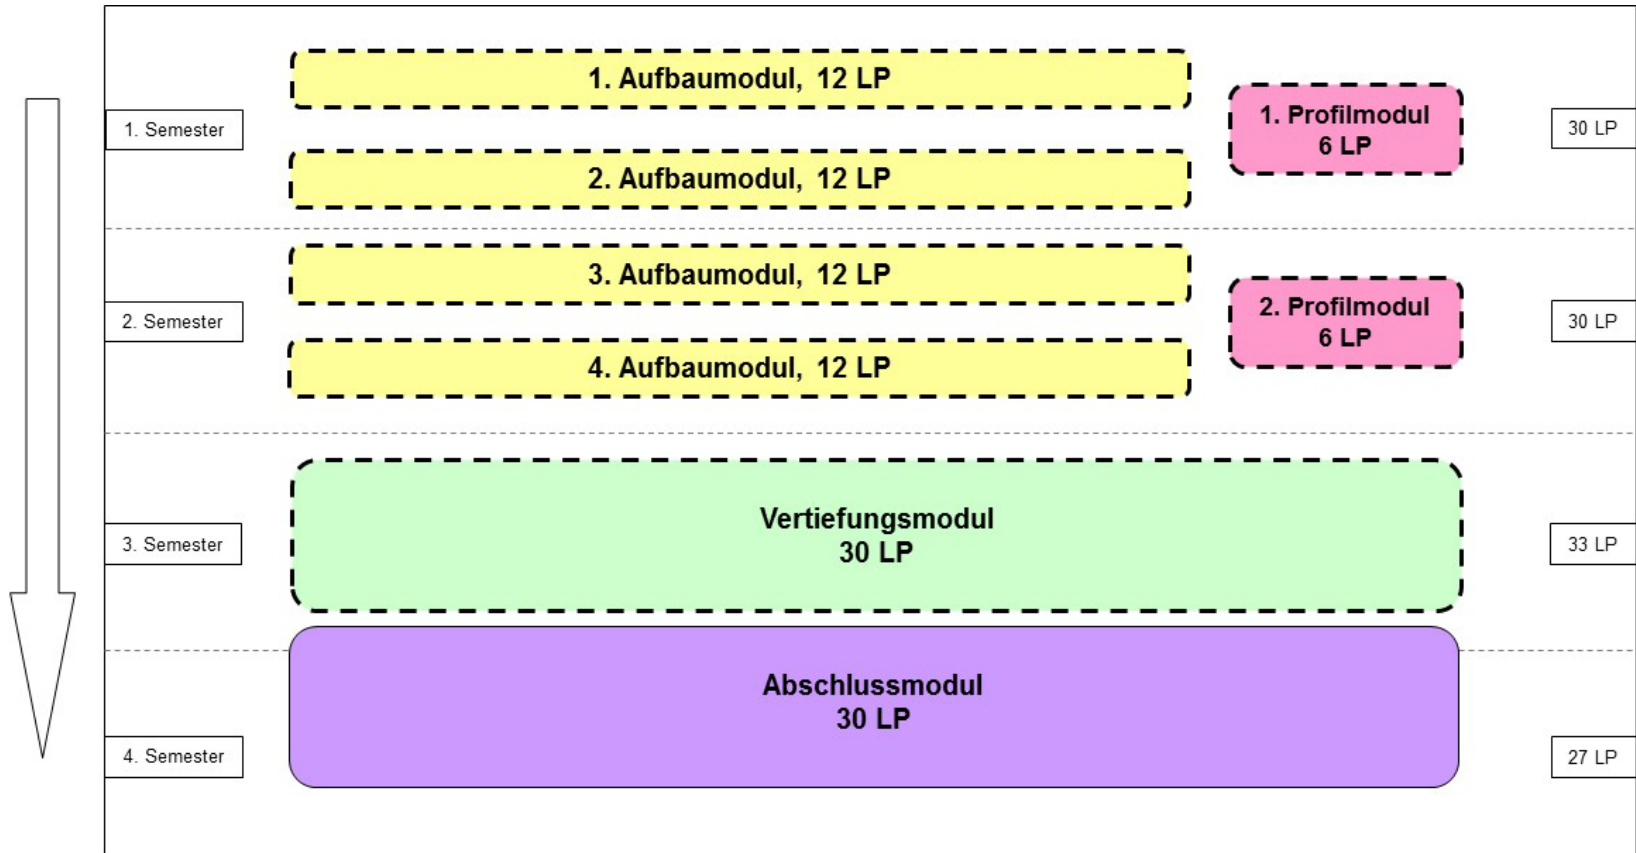 1. Aufbaumodul, 12 LP
1. Semester
1. Profilmodul
6 LP
30 LP
2. Aufbaumodul, 12 LP
3. Aufbaumodul, 12 LP
2. Semester
2. Profilmodul
6 LP
30 LP
4. Aufbaumodul, 12 LP
3. Semester
Vertiefungsmodul
30 LP
33 LP
Abschlussmodul
30 LP
4. Semester
27 LP